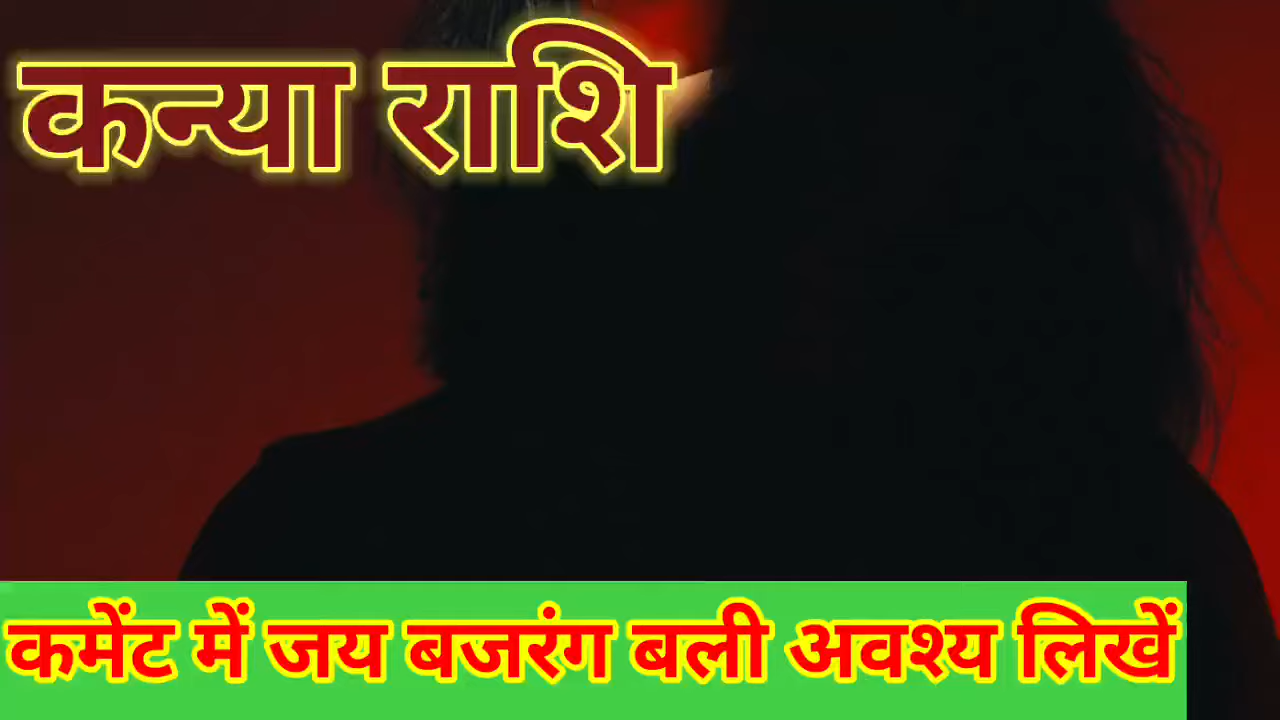 कन्या राशि
कमेंट में जय बजरंग बली अवश्य लिखें